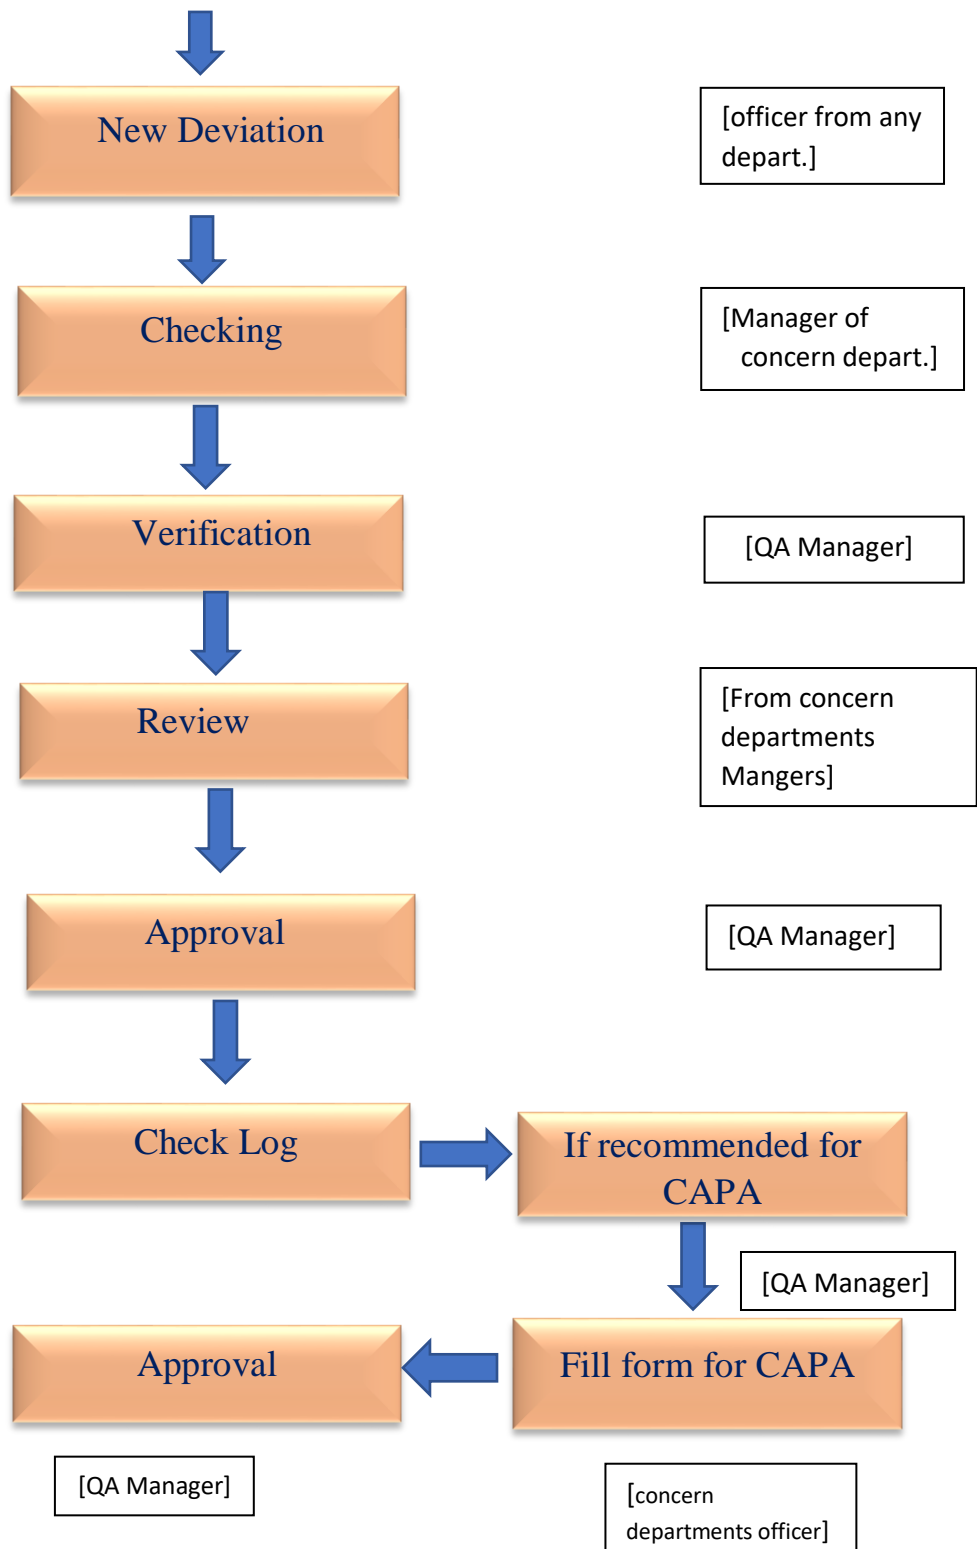 New Deviation
[officer from any
depart.]
Checking
[Manager of
concern depart.]
Verification
[QA Manager]
Review
[From concern
departments
Mangers]
Approval
[QA Manager]
Check Log
If recommended for
CAPA
[QA Manager]
Approval
Fill form for CAPA
[QA Manager]
[concern
departments officer]